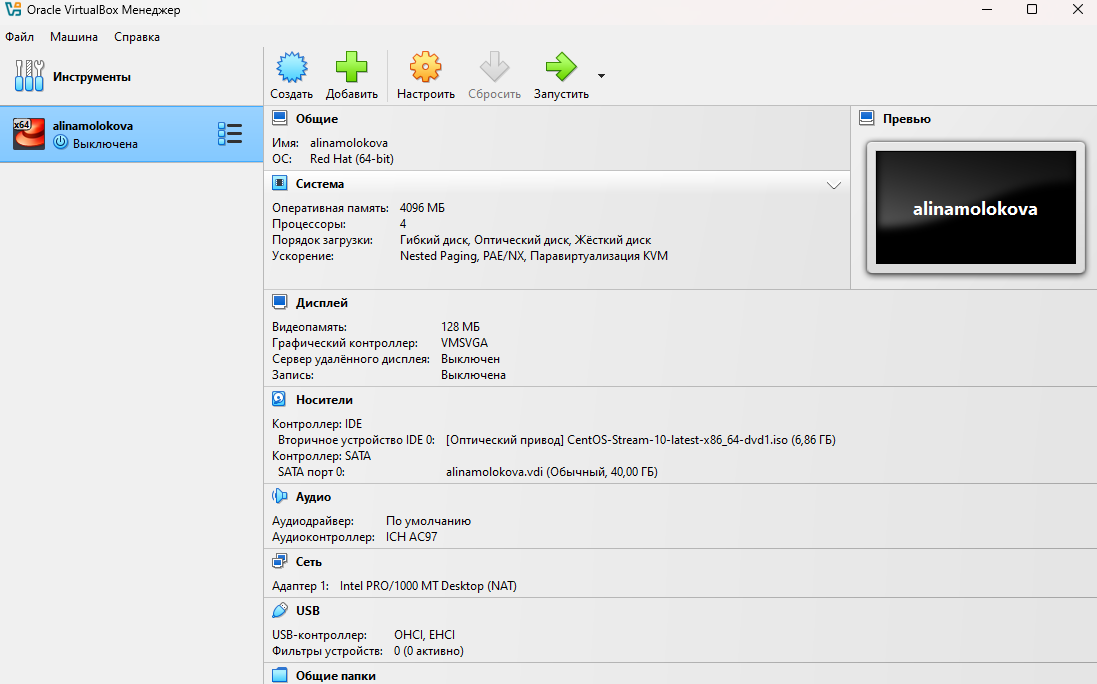 Oracle VirtualBox Менеджер
Файл Машина Справка
Инструменты
x64 alinamolokova
Выключена
Создать Добавить Настроить Сбросить Запустить
Общие
Имя: alinamolokova
ОС: Red Hat (64-bit)
Система
Оперативная память: 4096 МБ
Процессоры: 4
Порядок загрузки: Гибкий диск, Оптический диск, Жёсткий диск
Ускорение: Nested Paging, PAE/NX, Паравиртуализация KVM
Превью
alinamolokova
Дисплей
Видеопамять: 128 МБ
Графический контроллер: VMSVGA
Сервер удалённого дисплея: Выключен
Запись: Выключена
Носители
Контроллер: IDE
Вторичное устройство IDE 0: [Оптический привод] CentOS-Stream-10-latest-x86_64-dvd1.iso (6,86 ГБ)
Контроллер: SATA
SATA порт 0: alinamolokova.vdi (Обычный, 40,00 ГБ)
Аудио
Аудиодрайвер: По умолчанию
Аудиоконтроллер: ICH AC97
Сеть
Адаптер 1: Intel PRO/1000 MT Desktop (NAT)
USB
USB-контроллер: OHCI, EHCI
Фильтры устройств: 0 (0 активно)
Общие папки